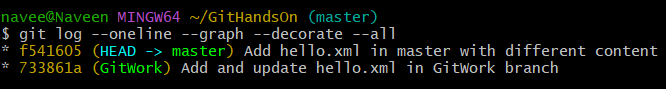 navee@Naveen MINGW64 ~/GitHandsOn (master)
$ git log --oneline --graph --decorate --all
* f541605 (HEAD -> master) Add hello.xml in master with different content
* 733861a (GitWork) Add and update hello.xml in GitWork branch